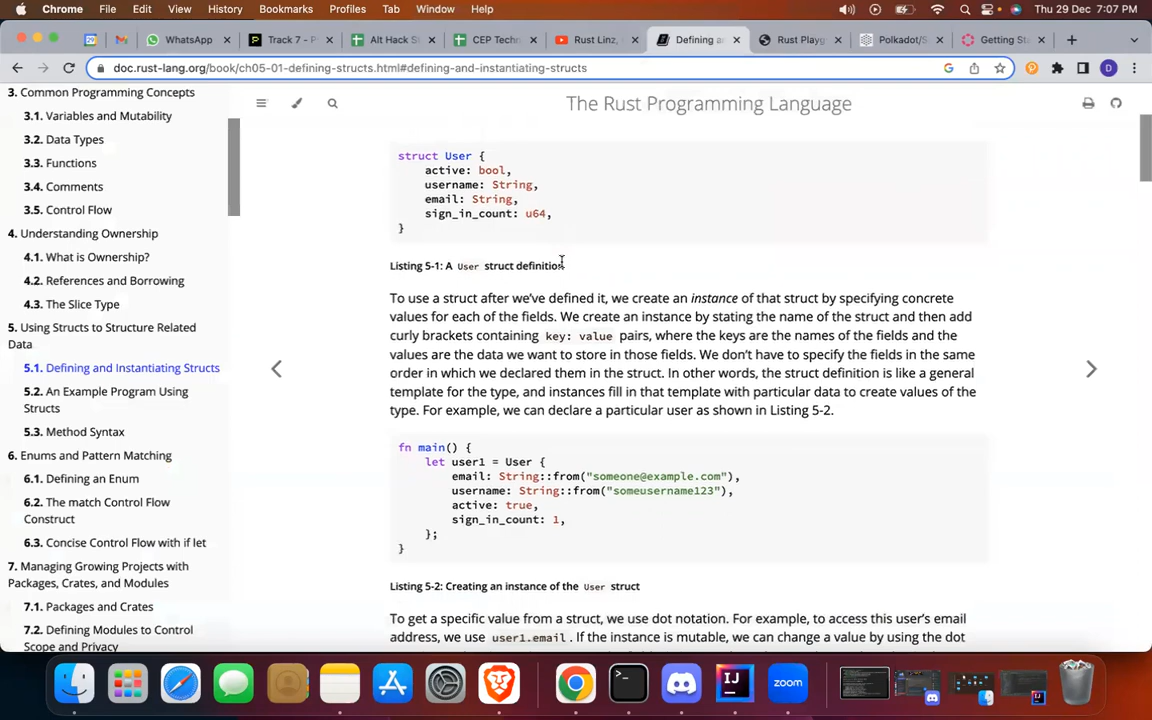 Chrome File Edit View History Bookmarks Profiles Tab Window Help Thu 29 Dec 7:07 PM
WhatsApp Track 7 - P Alt Hack S CEP Techn Rust Linz, Defining a Rust Playg Polkadot/S Getting St
doc.rust-lang.org/book/ch05-01-defining-structs.html#defining-and-instantiating-structs
D
3. Common Programming Concepts
3.1. Variables and Mutability
3.2. Data Types
3.3. Functions
3.4. Comments
3.5. Control Flow
4. Understanding Ownership
4.1. What is Ownership?
4.2. References and Borrowing
4.3. The Slice Type
5. Using Structs to Structure Related
Data
5.1. Defining and Instantiating Structs
5.2. An Example Program Using
Structs
5.3. Method Syntax
6. Enums and Pattern Matching
6.1. Defining an Enum
6.2. The match Control Flow
Construct
6.3. Concise Control Flow with if let
7. Managing Growing Projects with
Packages, Crates, and Modules
7.1. Packages and Crates
7.2. Defining Modules to Control
Scope and Privacy
The Rust Programming Language
struct User {
active: bool,
username: String,
email: String,
sign_in_count: u64,
}
Listing 5-1: A User struct definition
To use a struct after we've defined it, we create an instance of that struct by specifying concrete
values for each of the fields. We create an instance by stating the name of the struct and then add
curly brackets containing key: value pairs, where the keys are the names of the fields and the
values are the data we want to store in those fields. We don't have to specify the fields in the same
order in which we declared them in the struct. In other words, the struct definition is like a general
template for the type, and instances fill in that template with particular data to create values of the
type. For example, we can declare a particular user as shown in Listing 5-2.
fn main() {
let user1 = User {
email: String::from("someone@example.com"),
username: String::from("someusername123"),
active: true,
sign_in_count: 1,
};
}
Listing 5-2: Creating an instance of the User struct
To get a specific value from a struct, we use dot notation. For example, to access this user's email
address, we use user1.email. If the instance is mutable, we can change a value by using the dot
zoom